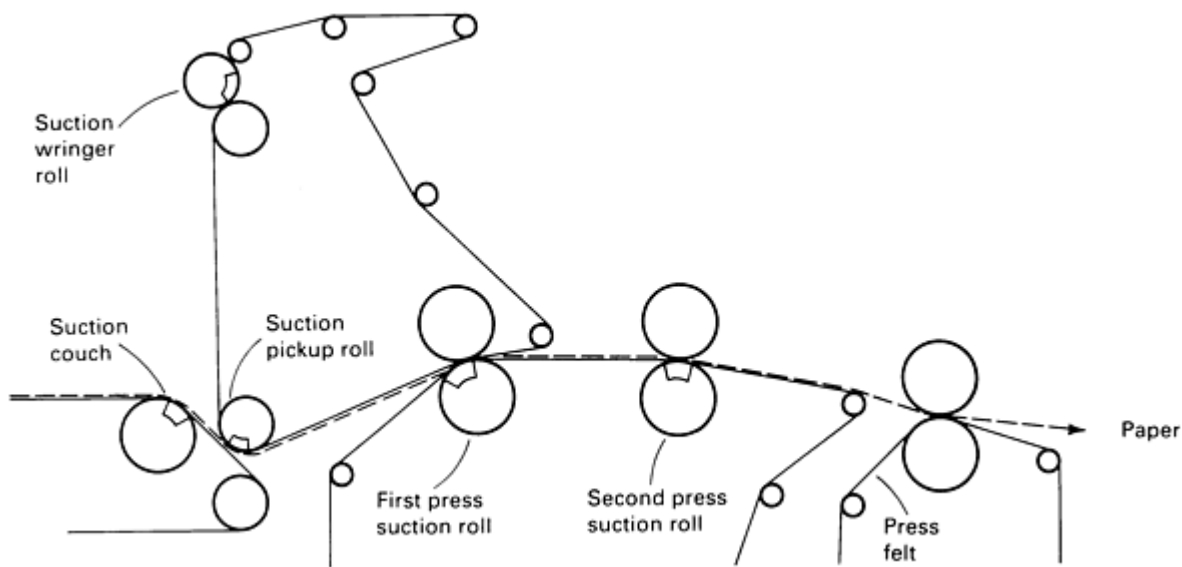 Suction
wringer
roll
Suction
couch
Suction
pickup roll
First press
suction roll
Second press
suction roll
Press
felt
Paper